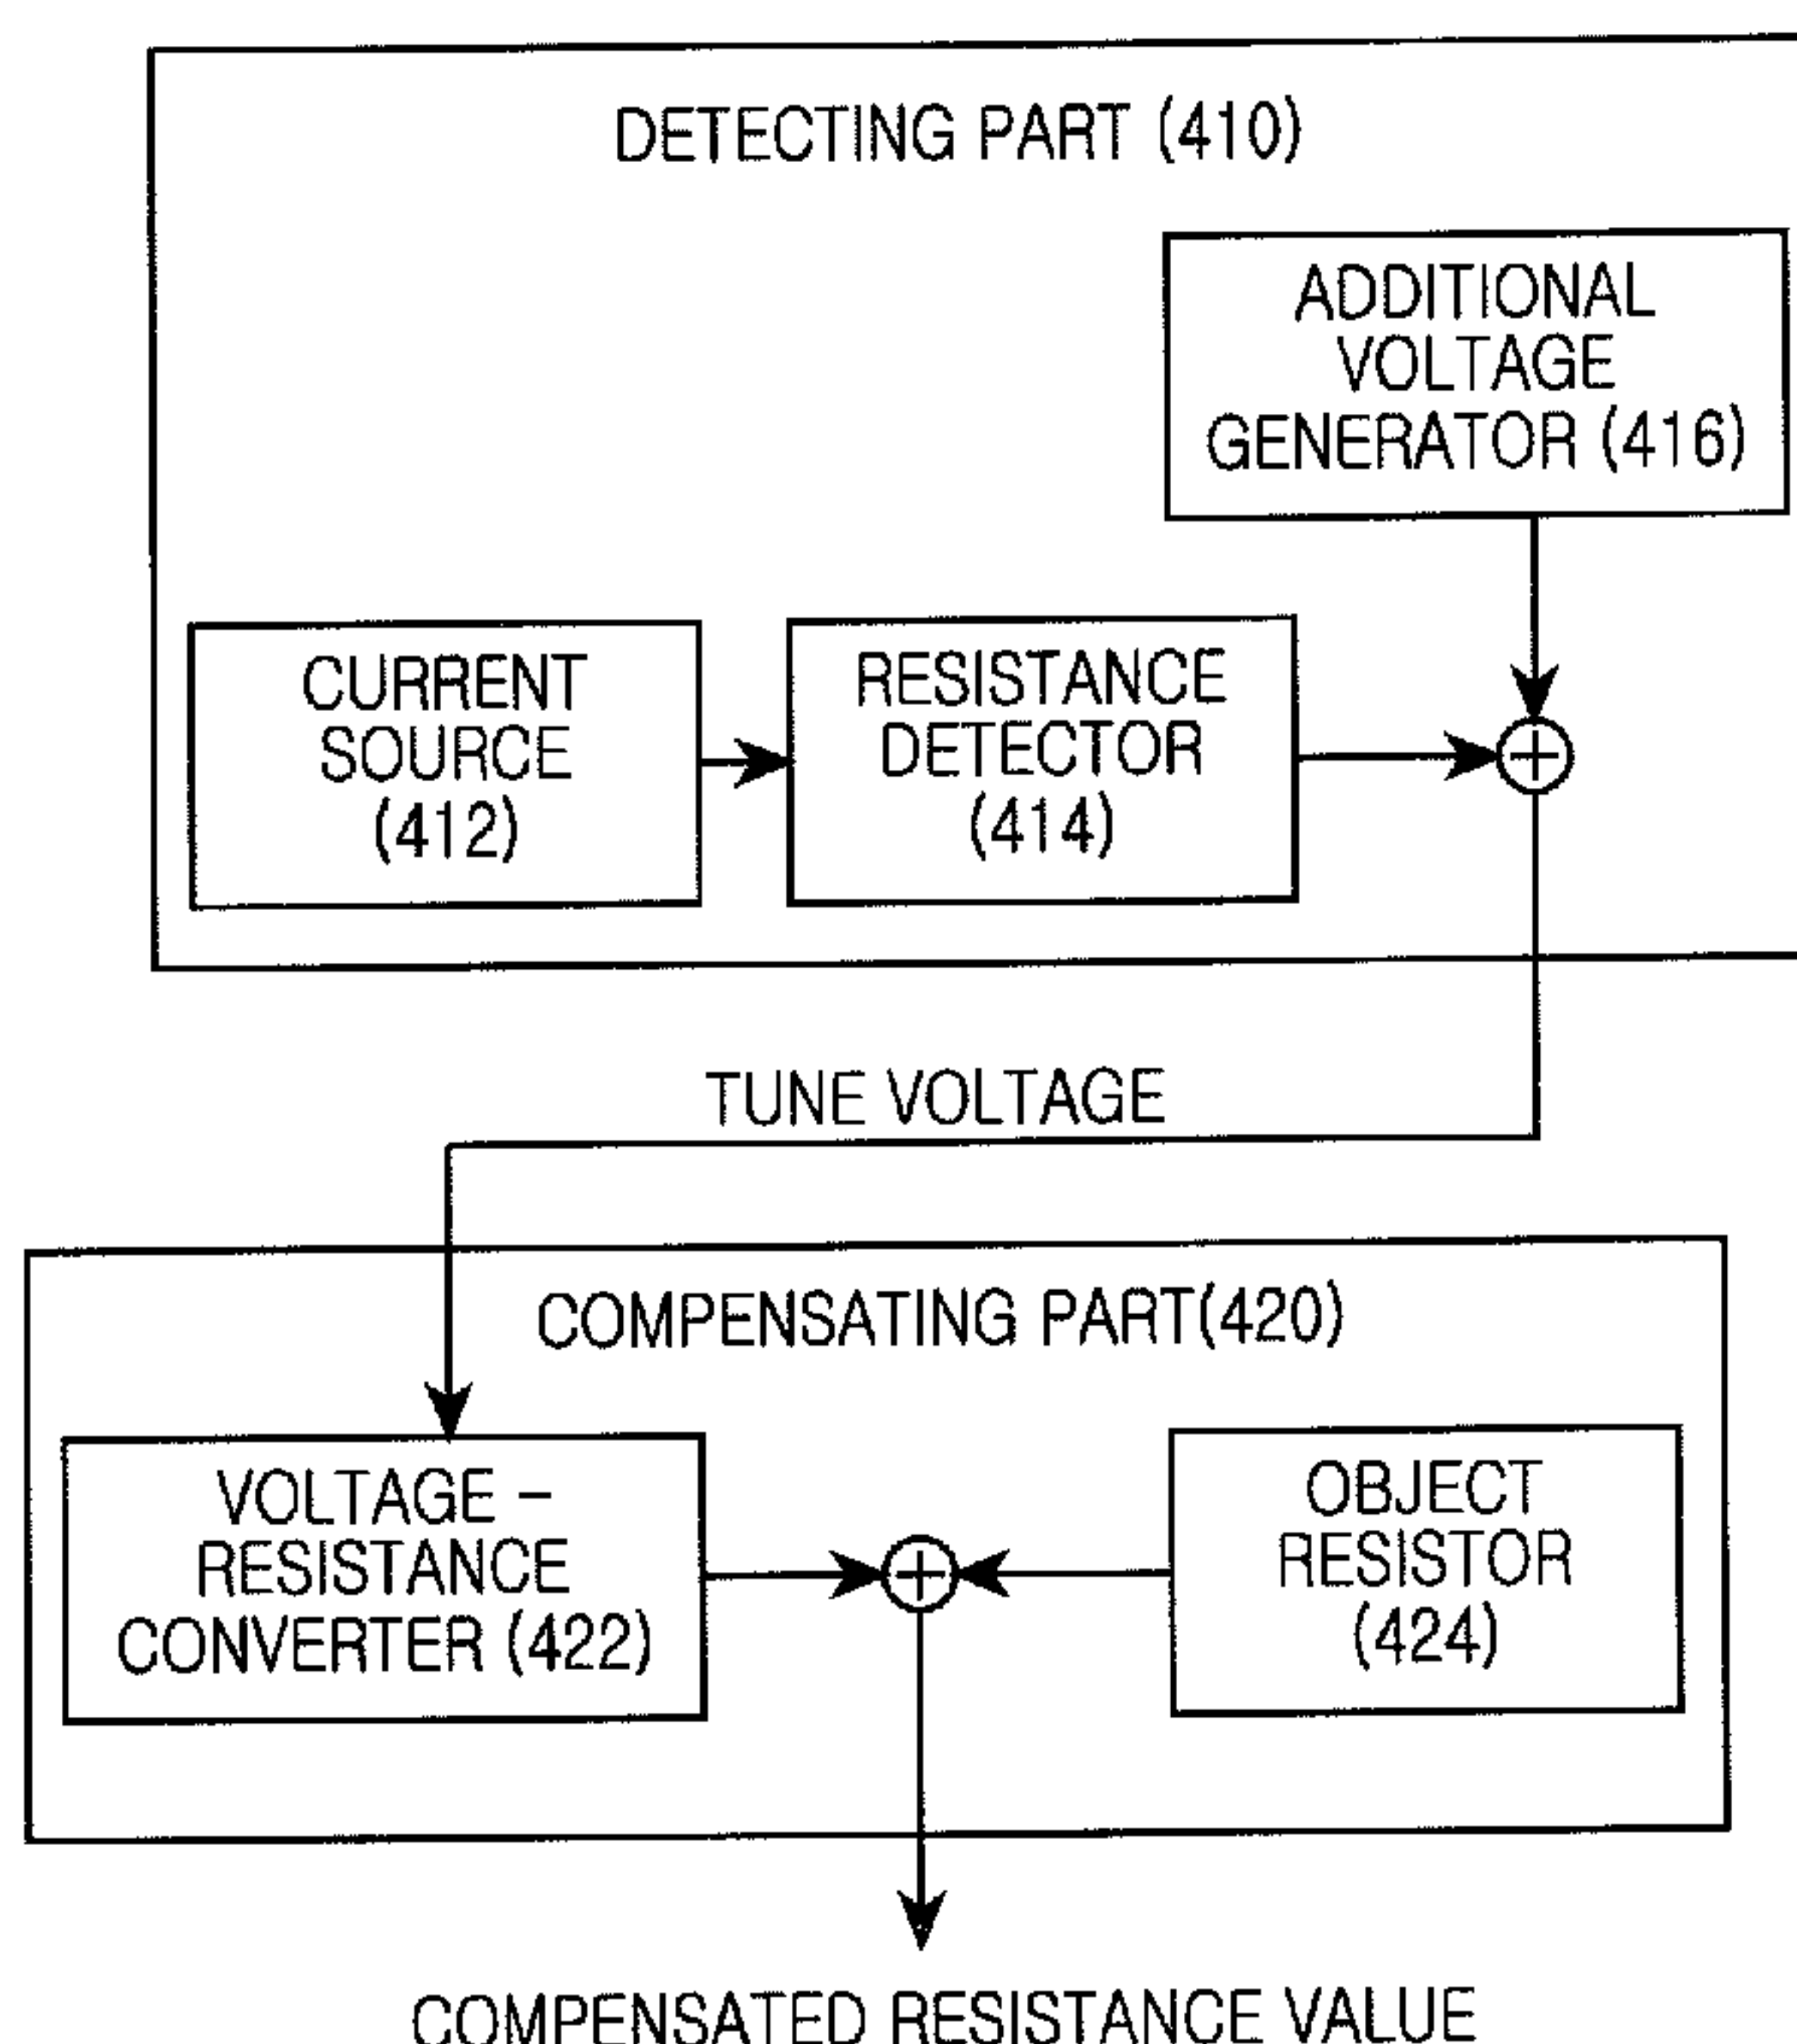 DETECTING PART (410)
ADDITIONAL
VOLTAGE
GENERATOR (416)
CURRENT
SOURCE
(412)
RESISTANCE
DETECTOR
(414)
TUNE VOLTAGE
COMPENSATING PART(420)
VOLTAGE –
RESISTANCE
CONVERTER (422)
OBJECT
RESISTOR
(424)
COMPENSATED RESISTANCE VALUE